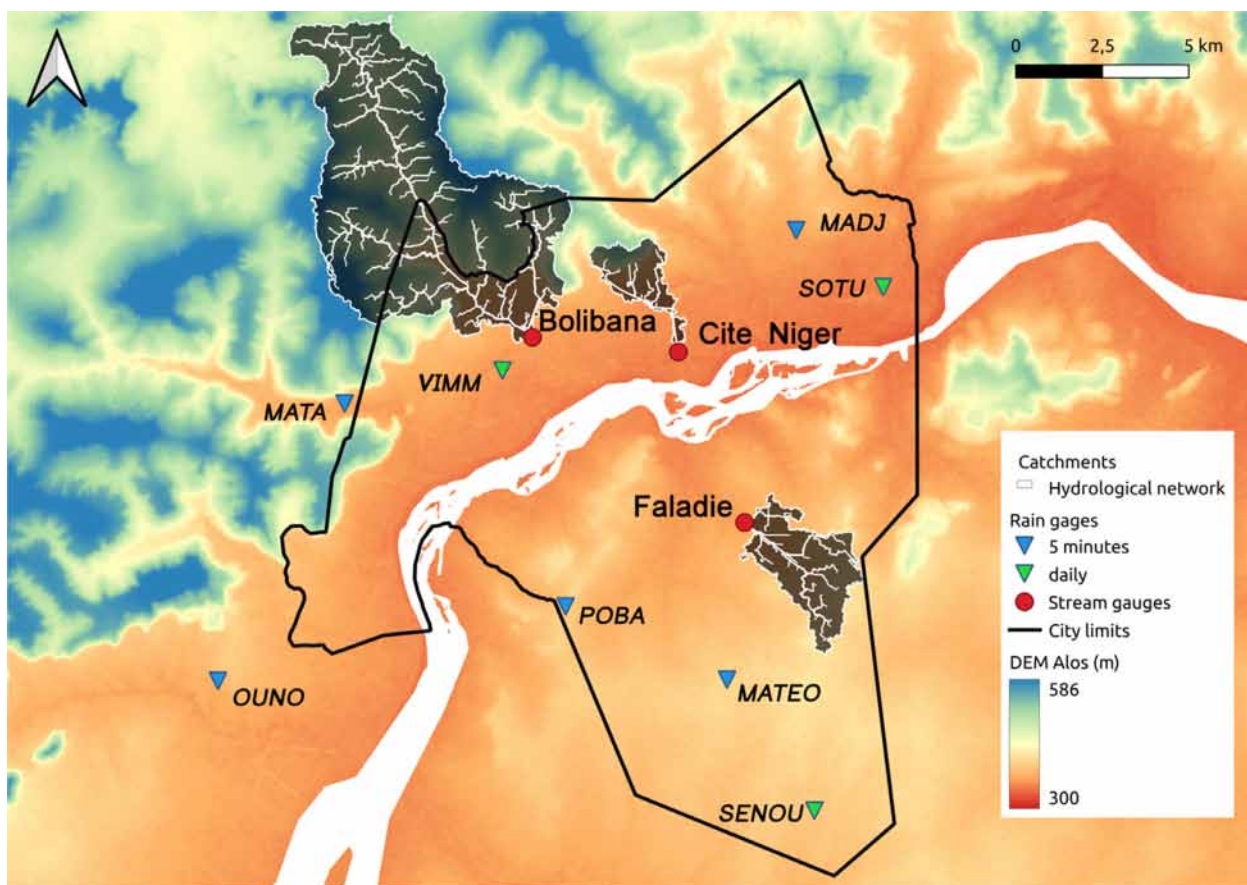 0 2,5 5 km
MADJ
SOTU
Bolibana
Cite Niger
VIMM
MATA
Faladie
POBA
OUNO
MATEO
SENOU
Catchments
Hydrological network
Rain gages
5 minutes
daily
Stream gauges
City limits
DEM Alos (m)
586
300